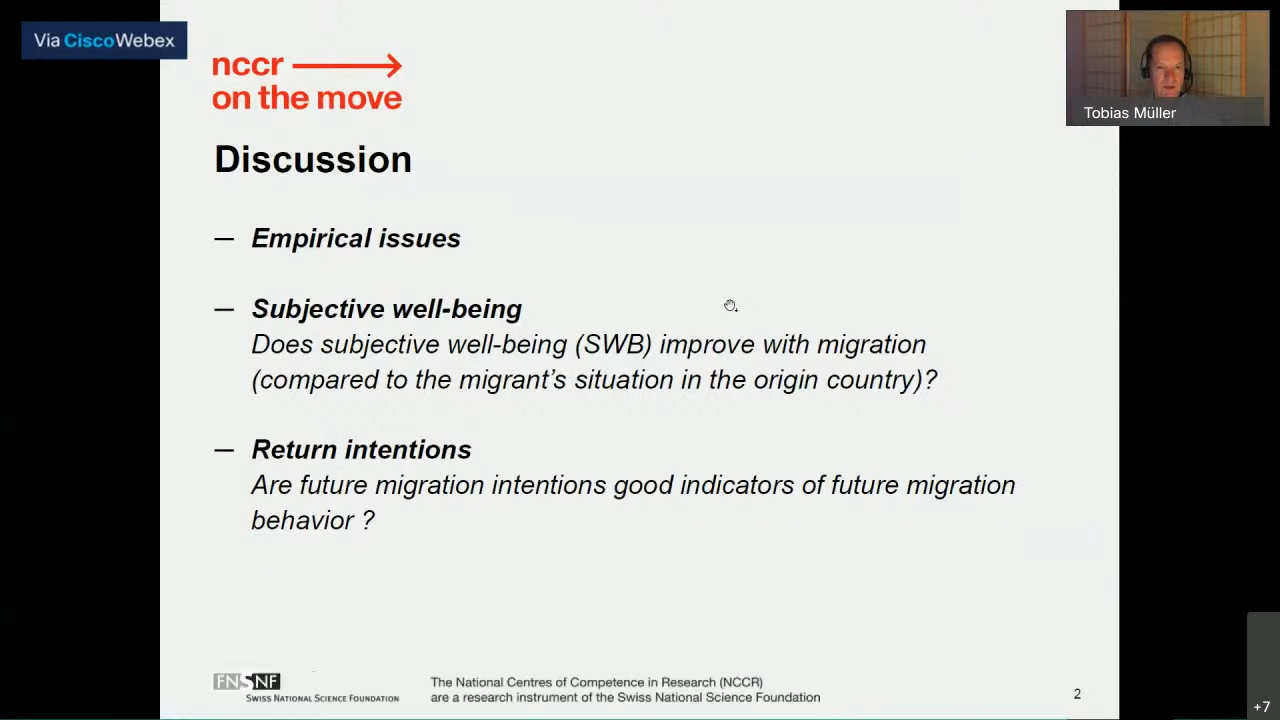 Via CiscoWebex
nccr
on the move
Tobias Müller
Discussion
— Empirical issues
— Subjective well-being
Does subjective well-being (SWB) improve with migration
(compared to the migrant's situation in the origin country)?
— Return intentions
Are future migration intentions good indicators of future migration
behavior ?
FNSNF
SWISS NATIONAL SCIENCE FOUNDATION
The National Centres of Competence in Research (NCCR)
are a research instrument of the Swiss National Science Foundation
2
+7